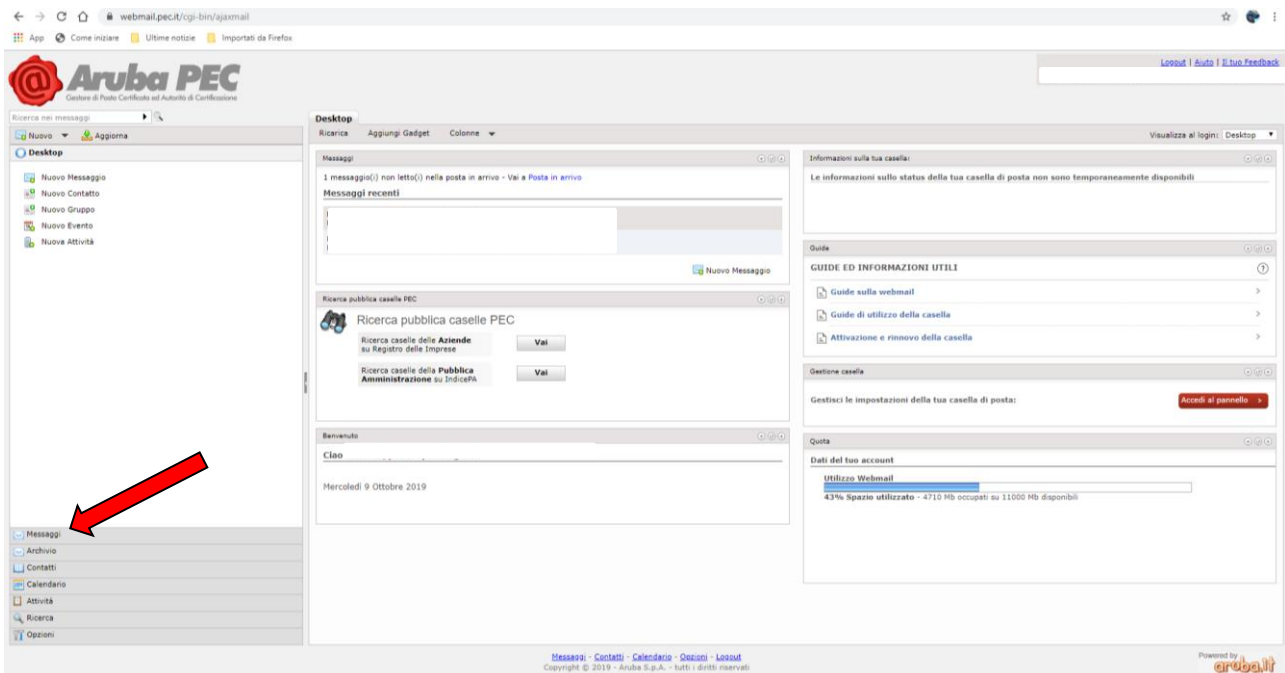 webmail.pec.it/cgi-bin/ajaxmail
App Come iniziare Ultime notizie Importati da Firefox
Aruba PEC
Gestore di Posta Certificata ed Autorità di Certificazione
Logout | Aiuto | Il tuo Feedback
Ricerca nei messaggi
Nuovo Aggiorna
Desktop
Nuovo Messaggio
Nuovo Contatto
Nuovo Gruppo
Nuovo Evento
Nuova Attività
Messaggi
Archivio
Contatti
Calendario
Attività
Ricerca
Opzioni
Desktop
Ricarica Aggiungi Gadget Colonne
Visualizza al login: Desktop
Messaggi
1 messaggio(i) non letto(i) nella posta in arrivo - Vai a Posta in arrivo
Messaggi recenti
Nuovo Messaggio
Ricerca pubblica caselle PEC
Ricerca pubblica caselle PEC
Ricerca caselle delle Aziende
su Registro delle Imprese
Vai
Ricerca caselle della Pubblica
Amministrazione su IndicePA
Vai
Benvenuto
Ciao
Mercoledì 9 Ottobre 2019
Informazioni sulla tua casella:
Le informazioni sullo status della tua casella di posta non sono temporaneamente disponibili
Guide
GUIDE ED INFORMAZIONI UTILI
Guide sulla webmail
Guide di utilizzo della casella
Attivazione e rinnovo della casella
Gestione casella
Gestisci le impostazioni della tua casella di posta:
Accedi al pannello >
Quota
Dati del tuo account
Utilizzo Webmail
43% Spazio utilizzato - 4710 Mb occupati su 11000 Mb disponibili
Messaggi - Contatti - Calendario - Opzioni - Logout
Copyright © 2019 - Aruba S.p.A. - tutti i diritti riservati
Powered by
aruba.it